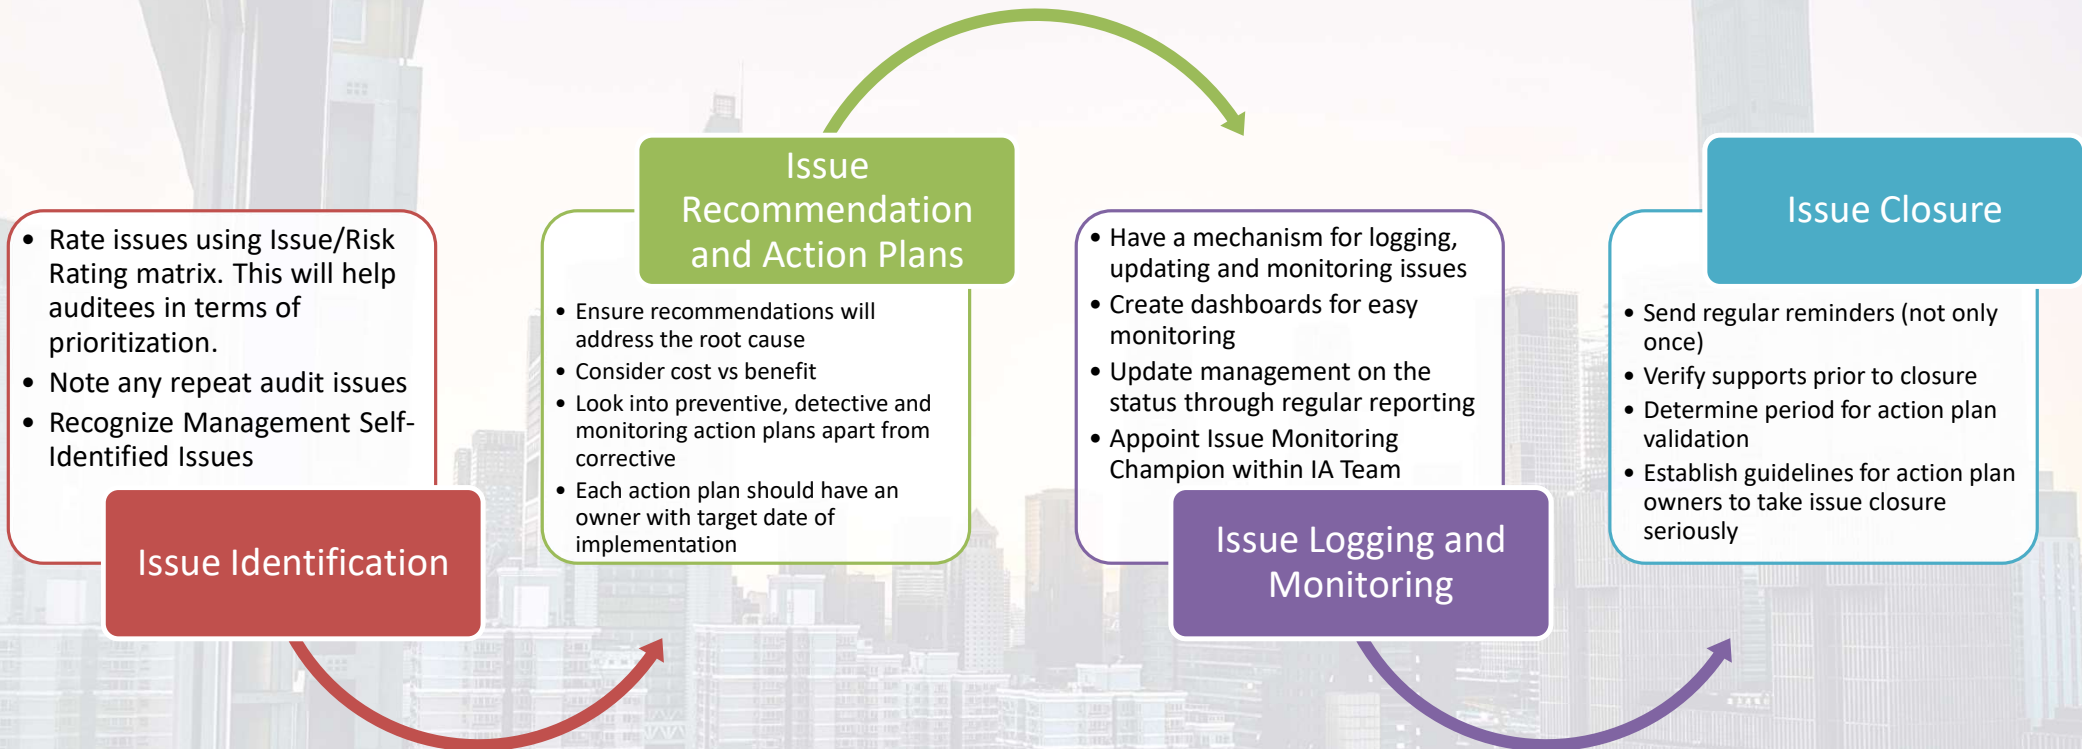 • Rate issues using Issue/Risk
Rating matrix. This will help
auditees in terms of
prioritization.
• Note any repeat audit issues
• Recognize Management Self-
Identified Issues
Issue Identification
Issue
Recommendation
and Action Plans
• Ensure recommendations will
address the root cause
• Consider cost vs benefit
• Look into preventive, detective and
monitoring action plans apart from
corrective
• Each action plan should have an
owner with target date of
implementation
• Have a mechanism for logging,
updating and monitoring issues
• Create dashboards for easy
monitoring
• Update management on the
status through regular reporting
• Appoint Issue Monitoring
Champion within IA Team
Issue Logging and
Monitoring
Issue Closure
• Send regular reminders (not only
once)
• Verify supports prior to closure
• Determine period for action plan
validation
• Establish guidelines for action plan
owners to take issue closure
seriously